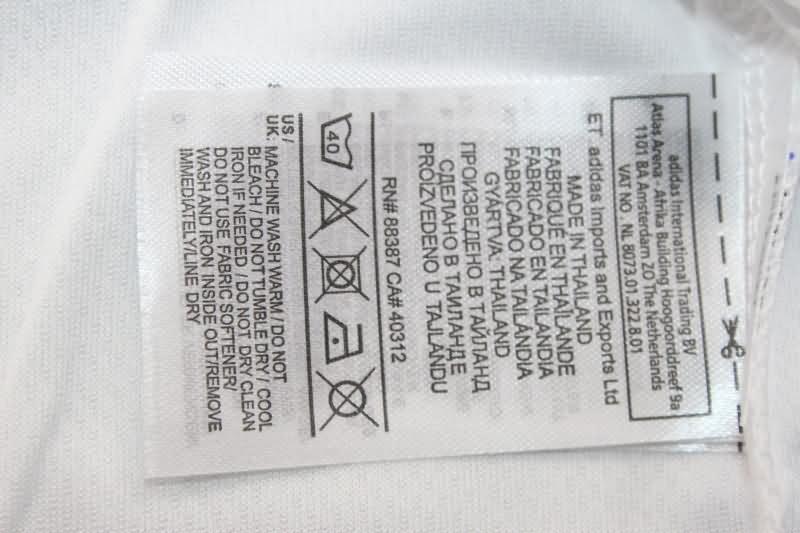 adidas International Trading BV
Atlas Arena - Afrika Building Hoogoorddreef 9a
1101 BA Amsterdam ZO The Netherlands
VAT NO . NL 8073.01.322.B.01
ET adidas Imports and Exports Ltd
MADE IN THAILAND
FABRIQUÉ EN THAÏLANDE
FABRICADO EN TAILANDIA
FABRICADO NA TAILÂNDIA
GYÁRTVA: THAILAND
ПРОИЗВЕДЕНО В ТАЙЛАНД
СДЕЛАНО В ТАИЛАНДЕ
PROIZVEDENO U TAJLANDU
RN# 88387 CA# 40312
40
US /
UK: MACHINE WASH WARM / DO NOT
BLEACH / DO NOT TUMBLE DRY / COOL
IRON IF NEEDED / DO NOT DRY CLEAN
DO NOT USE FABRIC SOFTENER/
WASH AND IRON INSIDE OUT/REMOVE
IMMEDIATELY/LINE DRY